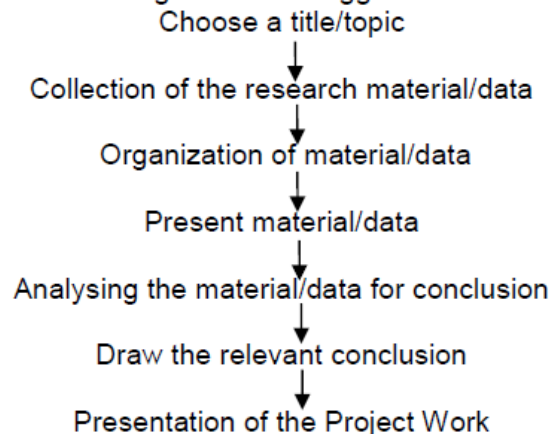 Choose a title/topic
Collection of the research material/data
Organization of material/data
Present material/data
Analysing the material/data for conclusion
Draw the relevant conclusion
Presentation of the Project Work